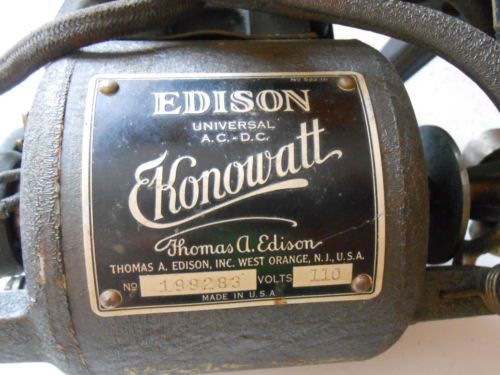 EDISON
UNIVERSAL
A.C.-D.C.
Ekonowatt
Thomas A. Edison
THOMAS A. EDISON, INC. WEST ORANGE, N.J., U.S.A.
NO 199283 VOLTS 110
MADE IN U.S.A.